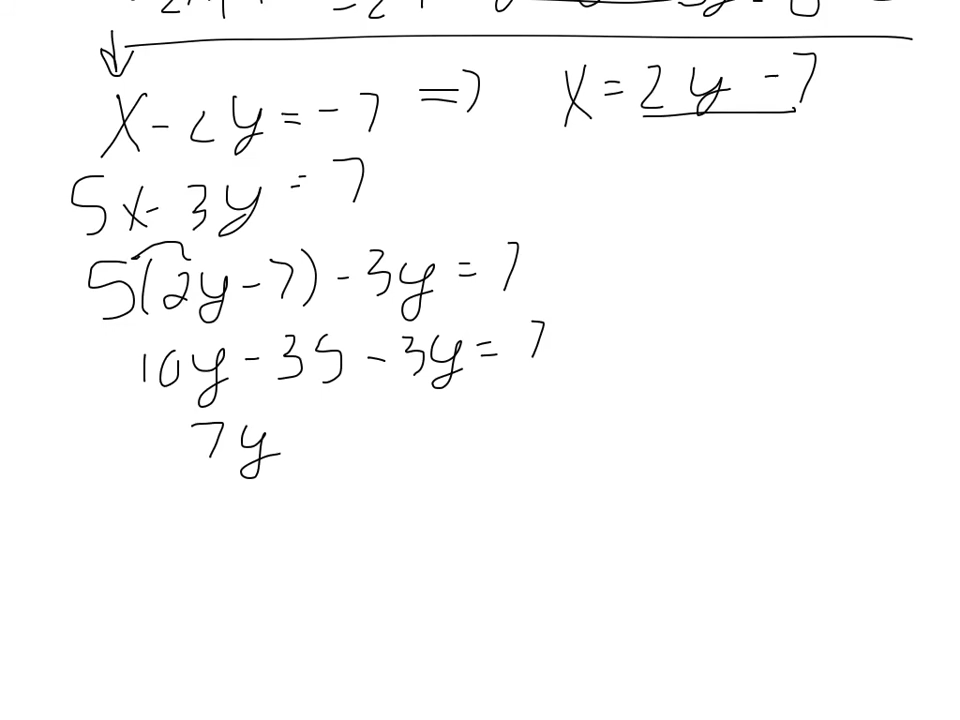 x - 2y = -7 => x = 2y - 7
5x - 3y = 7
5(2y - 7) - 3y = 7
10y - 35 - 3y = 7
7y